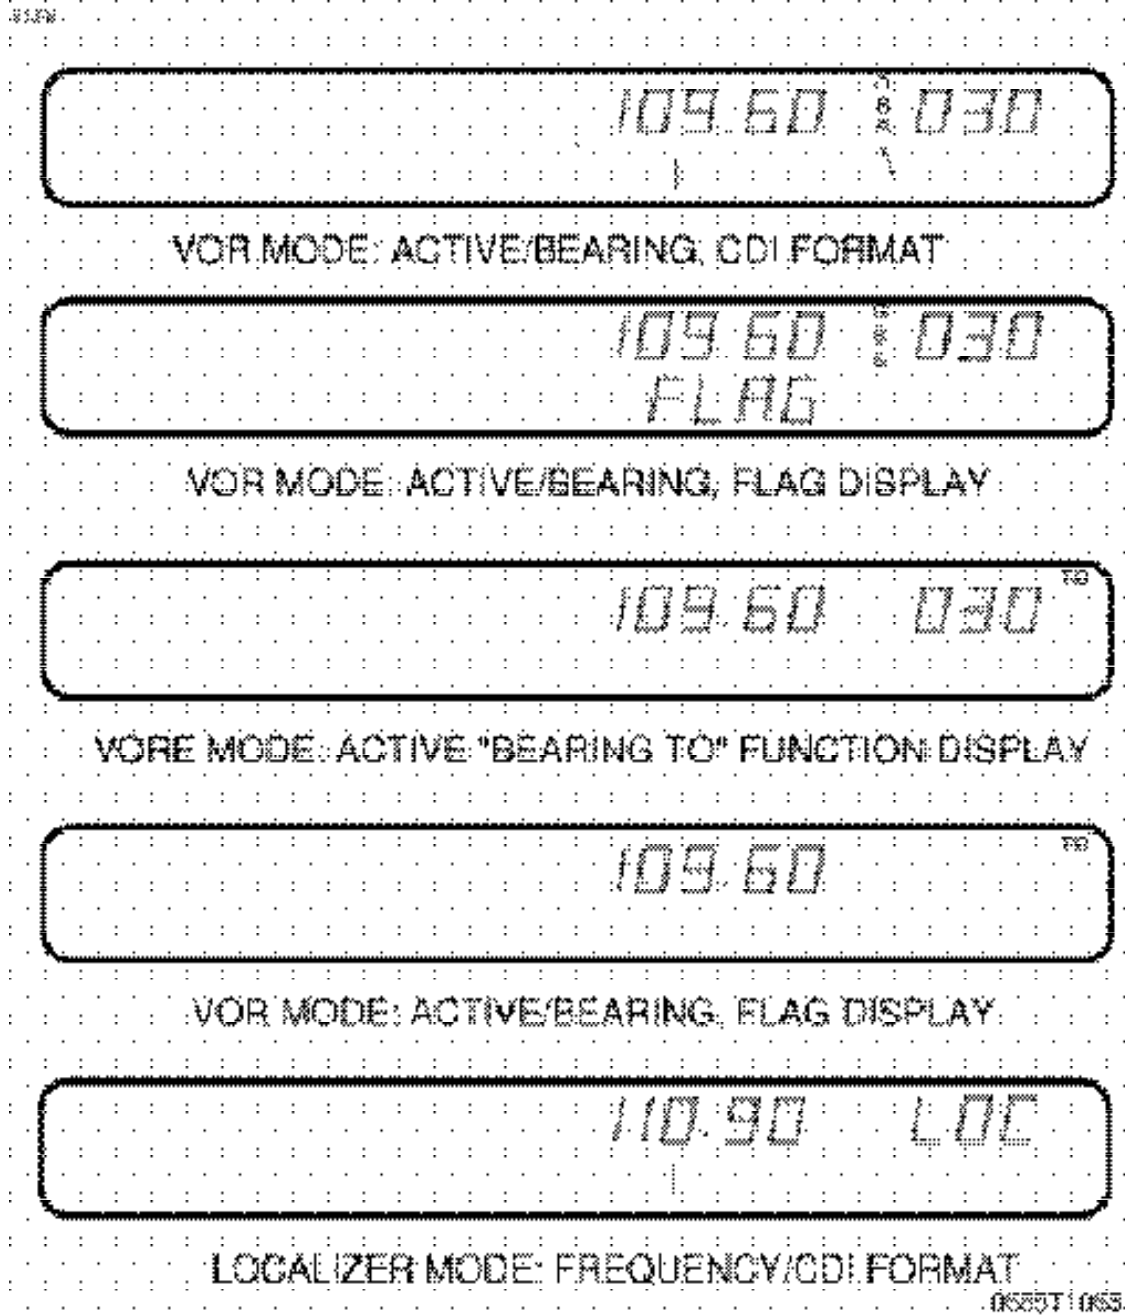 109.60 030
VOR MODE: ACTIVE/BEARING, CDI FORMAT
109.60 030
FLAG
VOR MODE: ACTIVE/BEARING, FLAG DISPLAY
TO
109.60 030
VORE MODE: ACTIVE "BEARING TO" FUNCTION DISPLAY
TO
109.60
VOR MODE: ACTIVE/BEARING, FLAG DISPLAY
110.90 LOC
LOCALIZER MODE: FREQUENCY/CDI FORMAT